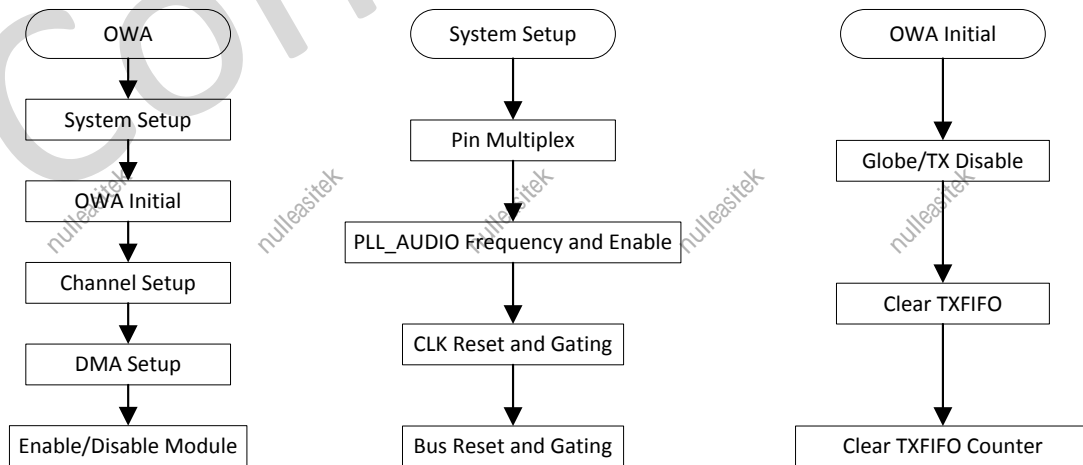 OWA
System Setup
OWA Initial
Channel Setup
DMA Setup
Enable/Disable Module
System Setup
Pin Multiplex
PLL_AUDIO Frequency and Enable
CLK Reset and Gating
Bus Reset and Gating
OWA Initial
Globe/TX Disable
Clear TXFIFO
Clear TXFIFO Counter
nulleasitek
nulleasitek
nulleasitek
nulleasitek
nulleasitek